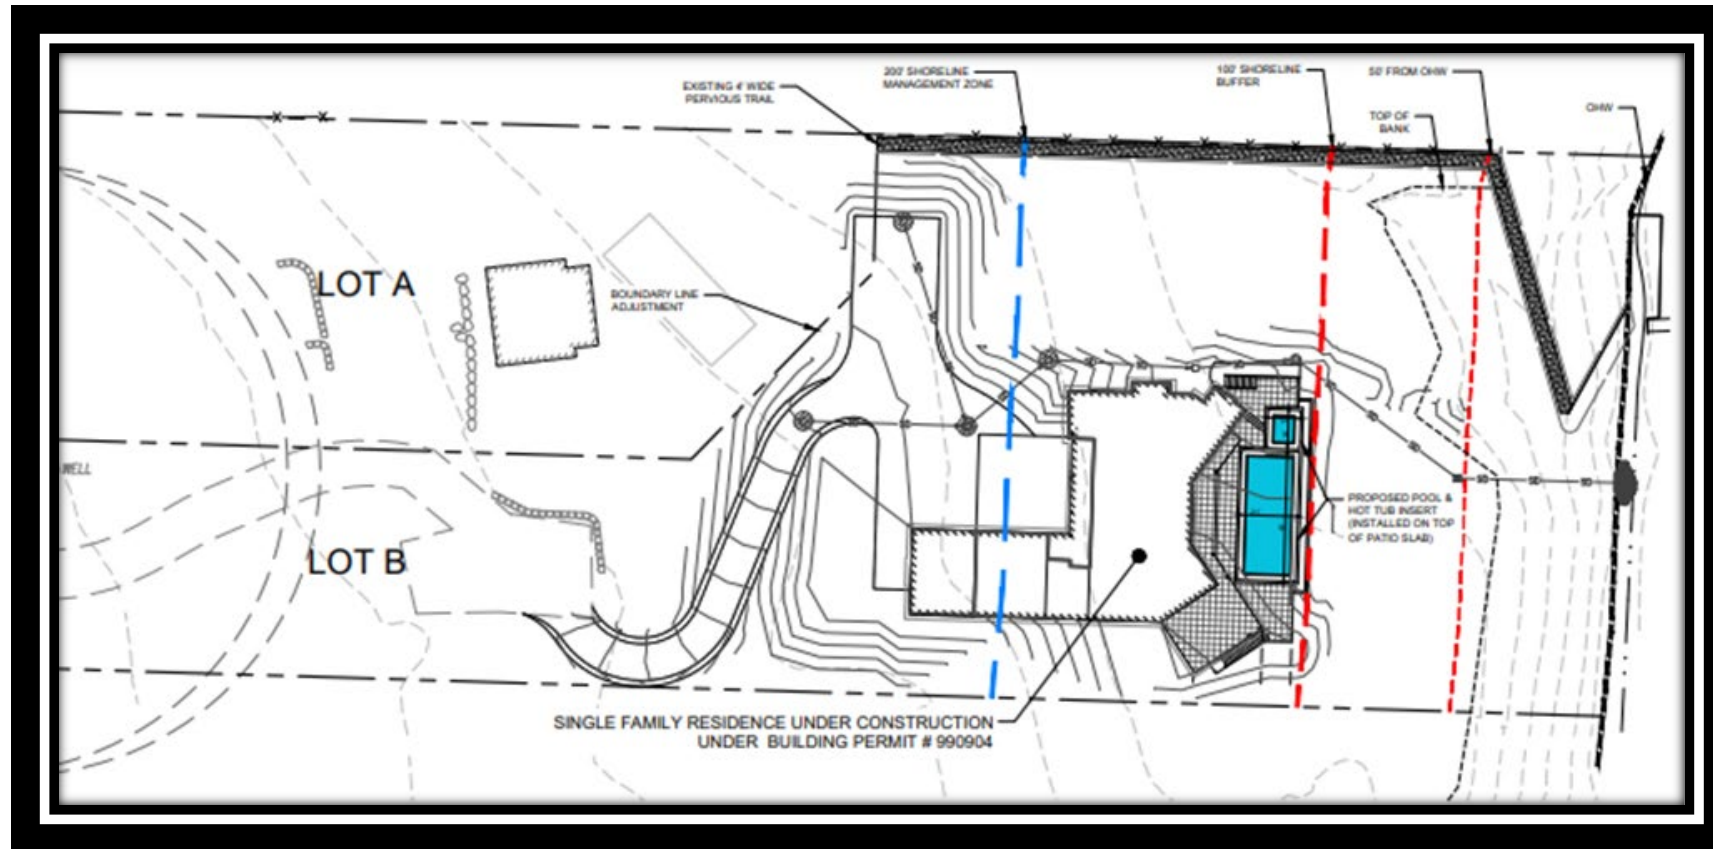 EXISTING 4' WIDE
PERVIOUS TRAIL
200' SHORELINE
MANAGEMENT ZONE
100' SHORELINE
BUFFER
50' FROM OHW
TOP OF
BANK
OHW
LOT A
BOUNDARY LINE
ADJUSTMENT
WELL
LOT B
PROPOSED POOL &
HOT TUB INSERT
(INSTALLED ON TOP
OF PATIO SLAB)
SINGLE FAMILY RESIDENCE UNDER CONSTRUCTION
UNDER BUILDING PERMIT # 990904